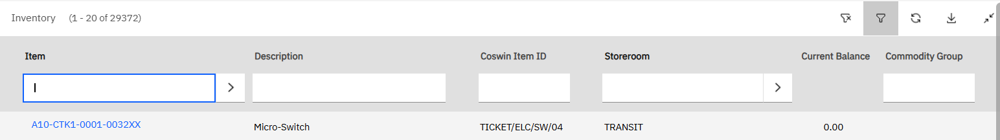 Inventory (1 - 20 of 29372)
Item Description Coswin Item ID Storeroom Current Balance Commodity Group
A10-CTK1-0001-0032XX Micro-Switch TICKET/ELC/SW/04 TRANSIT 0.00